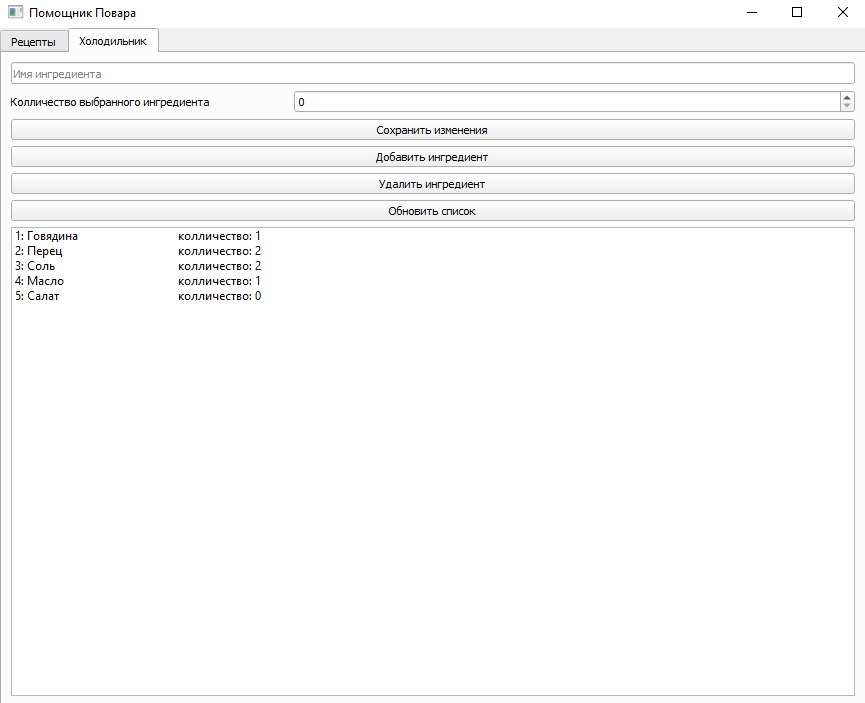 Помощник Повара
Рецепты Холодильник
Имя ингредиента
Колличество выбранного ингредиента 0
Сохранить изменения
Добавить ингредиент
Удалить ингредиент
Обновить список
1: Говядина колличество: 1
2: Перец колличество: 2
3: Соль колличество: 2
4: Масло колличество: 1
5: Салат колличество: 0